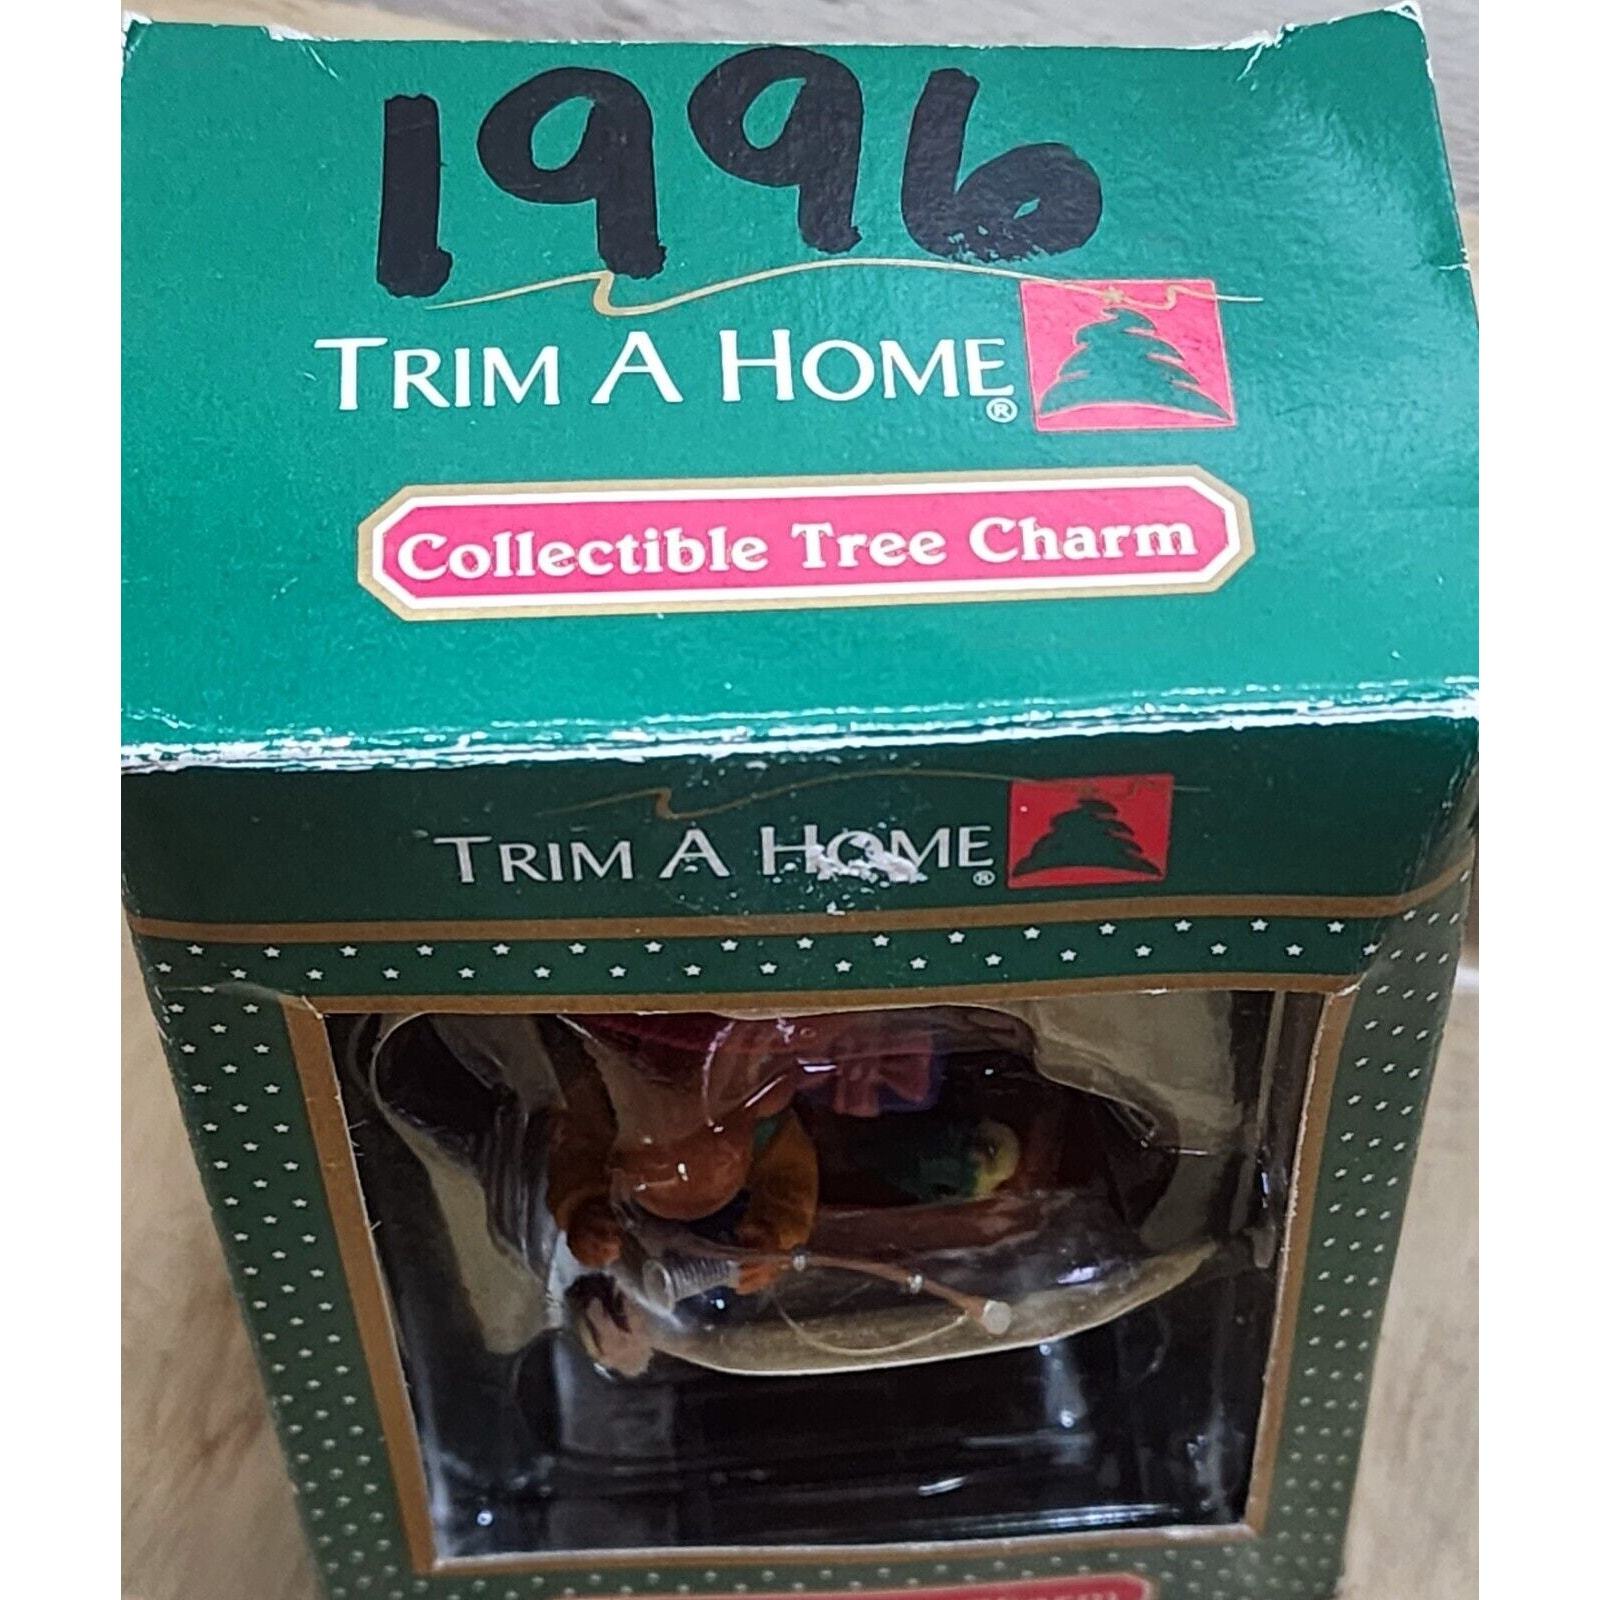 1996
TRIM A HOME®
Collectible Tree Charm
TRIM A HOME®